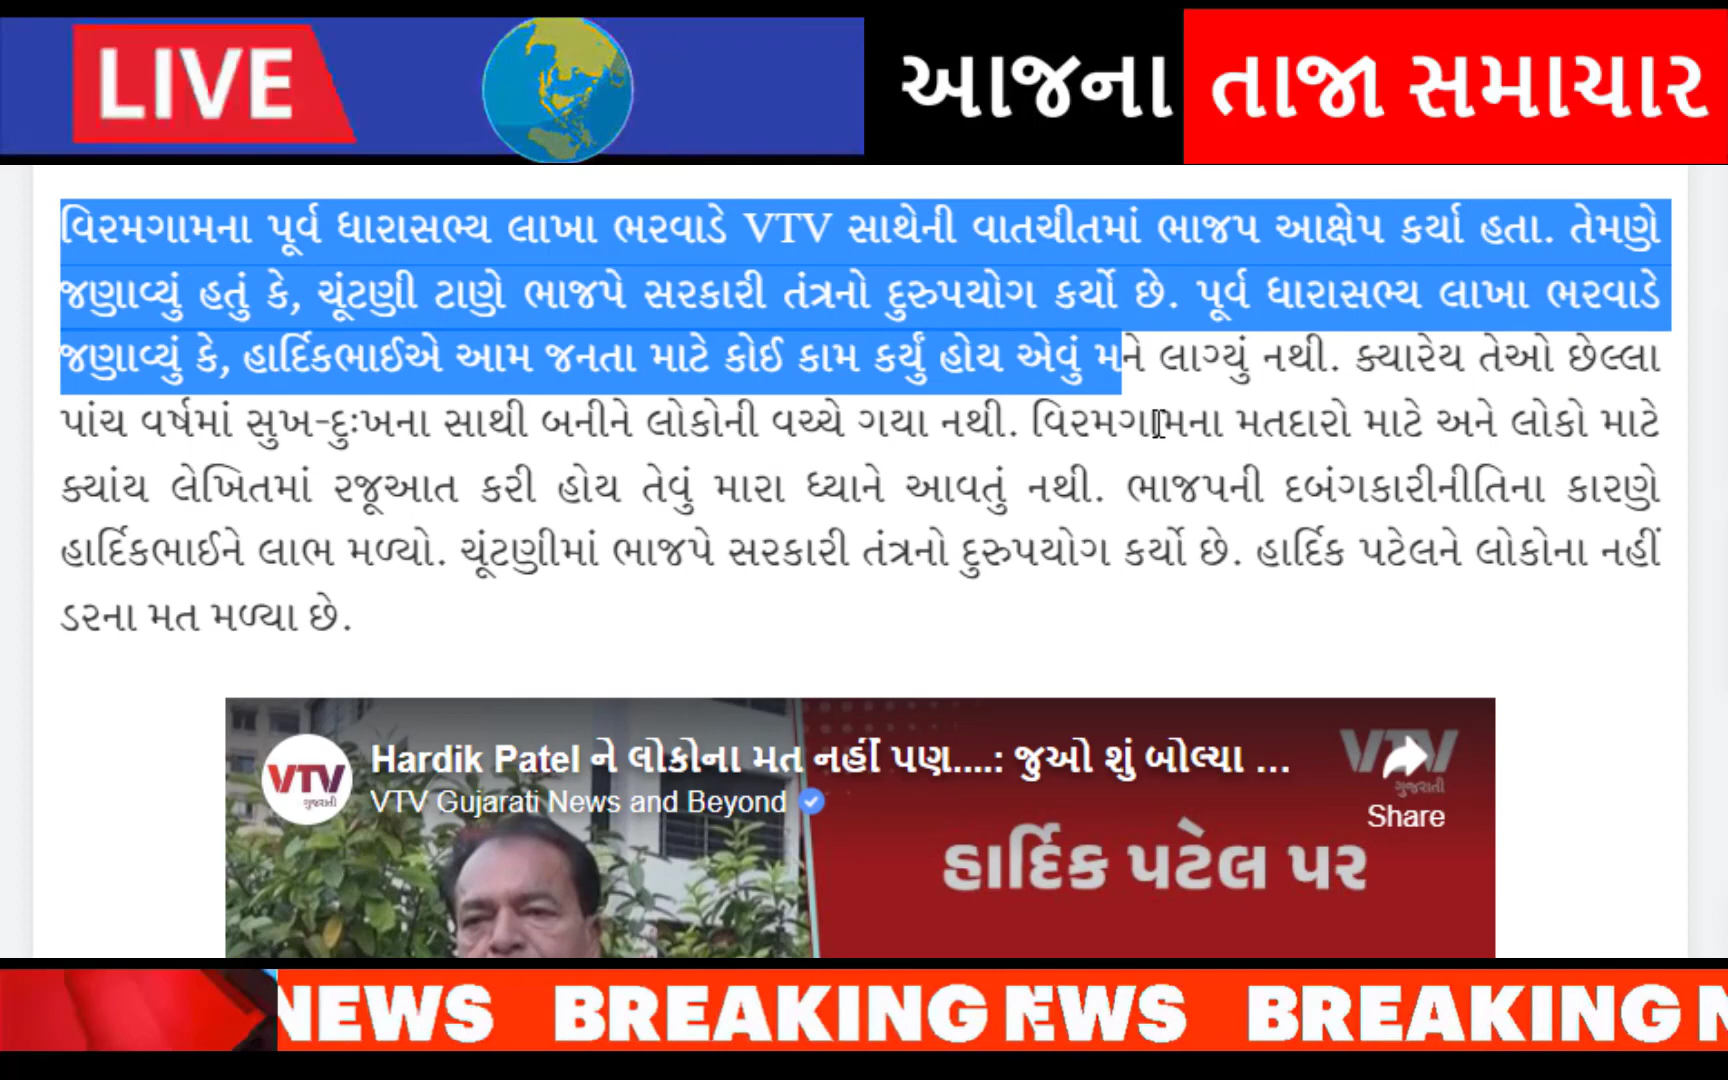 LIVE
આજના તાજા સમાચાર
વિરમગામના પૂર્વ ધારાસભ્ય લાખા ભરવાડે VTV સાથેની વાતચીતમાં ભાજપ આક્ષેપ કર્યા હતા. તેમણે
જણાવ્યું હતું કે, ચૂંટણી ટાણે ભાજપે સરકારી તંત્રનો દુરુપયોગ કર્યો છે. પૂર્વ ધારાસભ્ય લાખા ભરવાડે
જણાવ્યું કે, હાર્દિકભાઈએ આમ જનતા માટે કોઈ કામ કર્યું હોય એવું મને લાગ્યું નથી. ક્યારેય તેઓ છેલ્લા
પાંચ વર્ષમાં સુખ-દુઃખના સાથી બનીને લોકોની વચ્ચે ગયા નથી. વિરમગામના મતદારો માટે અને લોકો માટે
ક્યાંય લેખિતમાં રજૂઆત કરી હોય તેવું મારા ધ્યાને આવતું નથી. ભાજપની દબંગકારીનીતિના કારણે
હાર્દિકભાઈને લાભ મળ્યો. ચૂંટણીમાં ભાજપે સરકારી તંત્રનો દુરુપયોગ કર્યો છે. હાર્દિક પટેલને લોકોના નહીં
ડરના મત મળ્યા છે.
VTV ગુજરાતી
Hardik Patel ને લોકોના મત નહીં પણ....: જુઓ શું બોલ્યા ...
VTV Gujarati News and Beyond
VTV ગુજરાતી
Share
હાર્દિક પટેલ પર
NEWS BREAKING NEWS BREAKING N